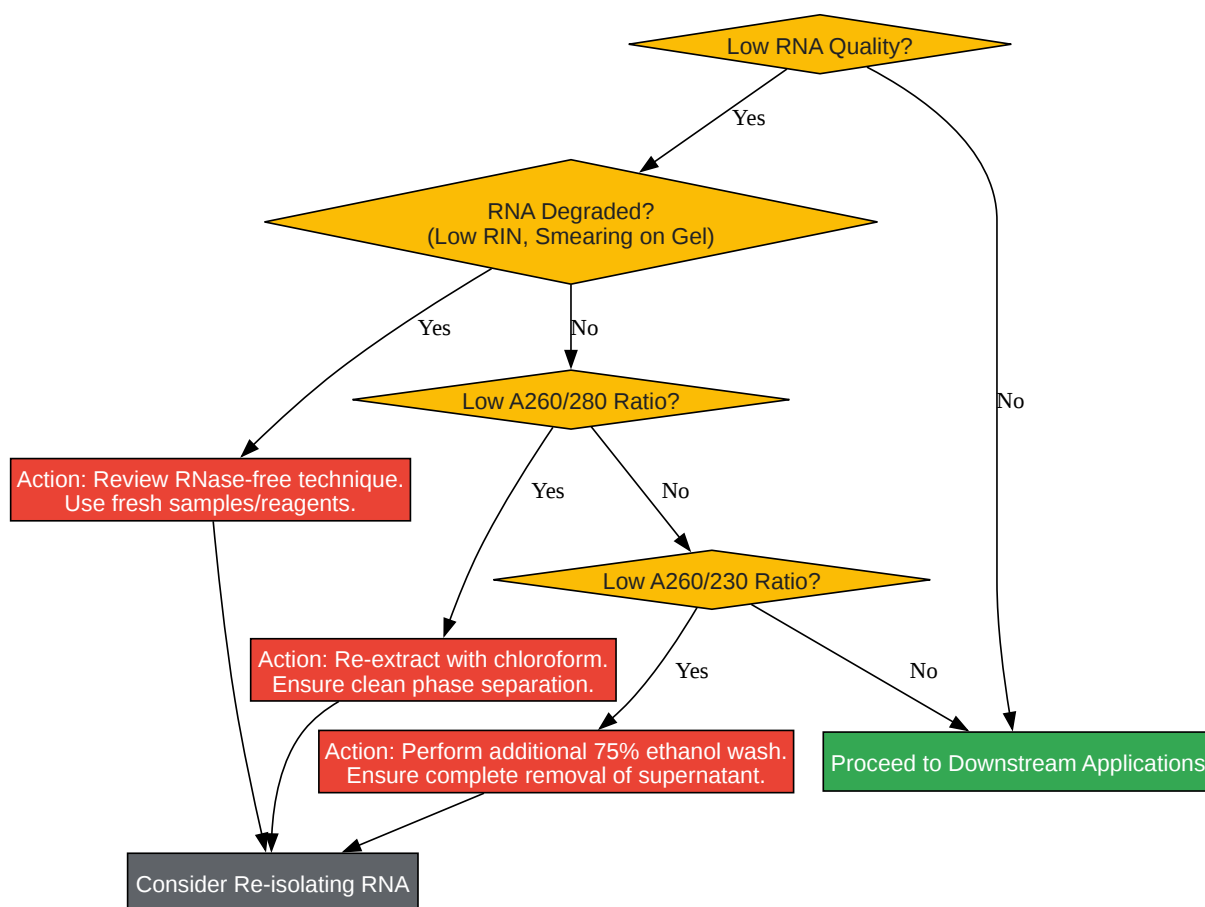 Low RNA Quality?
Yes
RNA Degraded?
(Low RIN, Smearing on Gel)
Yes
No
No
Low A260/280 Ratio?
Action: Review RNase-free technique.
Use fresh samples/reagents.
Yes
No
Low A260/230 Ratio?
Action: Re-extract with chloroform.
Ensure clean phase separation.
Yes
No
Action: Perform additional 75% ethanol wash.
Ensure complete removal of supernatant.
Proceed to Downstream Applications
Consider Re-isolating RNA